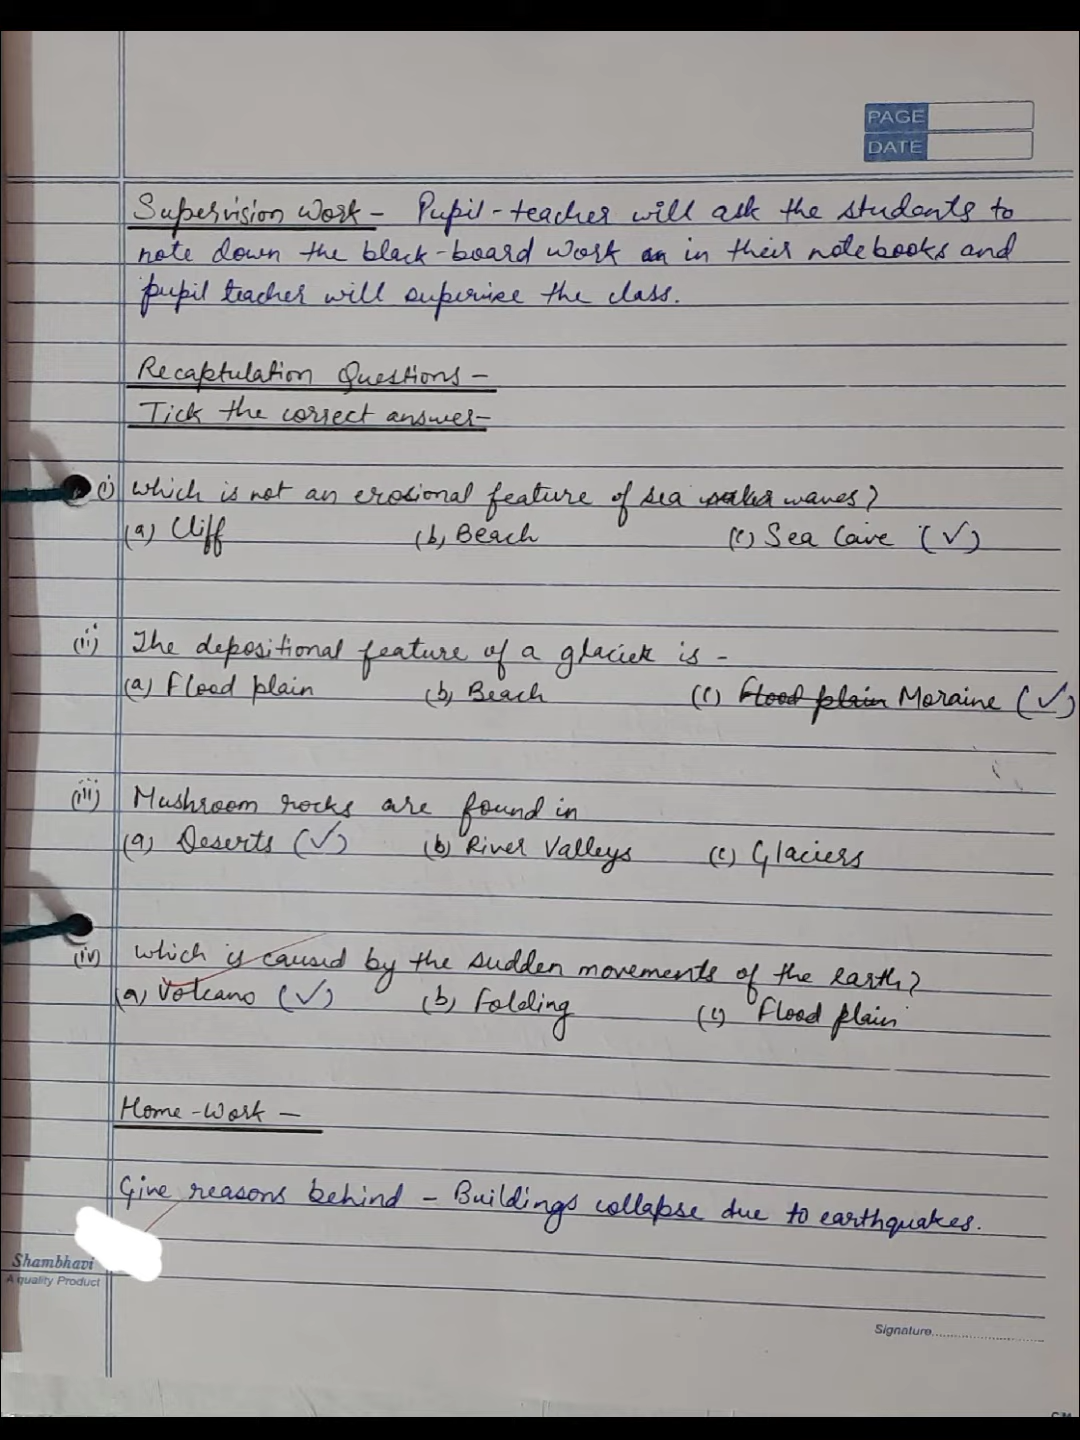 PAGE
DATE
Supervision Work - Pupil-teacher will ask the students to
note down the black-board work in their notebooks and
pupil teacher will supervise the class.
Recaptulation Questions -
Tick the correct answer-
(i) which is not an erosional feature of sea waves?
(a) Cliff (b) Beach (c) Sea Cave (✓)
(ii) The depositional feature of a glacier is -
(a) Flood plain (b) Beach (c) Flood plain Moraine (✓)
(iii) Mushroom rocks are found in
(a) Deserts (✓) (b) River Valleys (c) Glaciers
(iv) which is caused by the sudden movements of the earth?
(a) Volcano (✓) (b) Folding (c) Flood plain
Home-Work -
Give reasons behind - Buildings collapse due to earthquakes.
Shambhavi
A quality Product
Signature